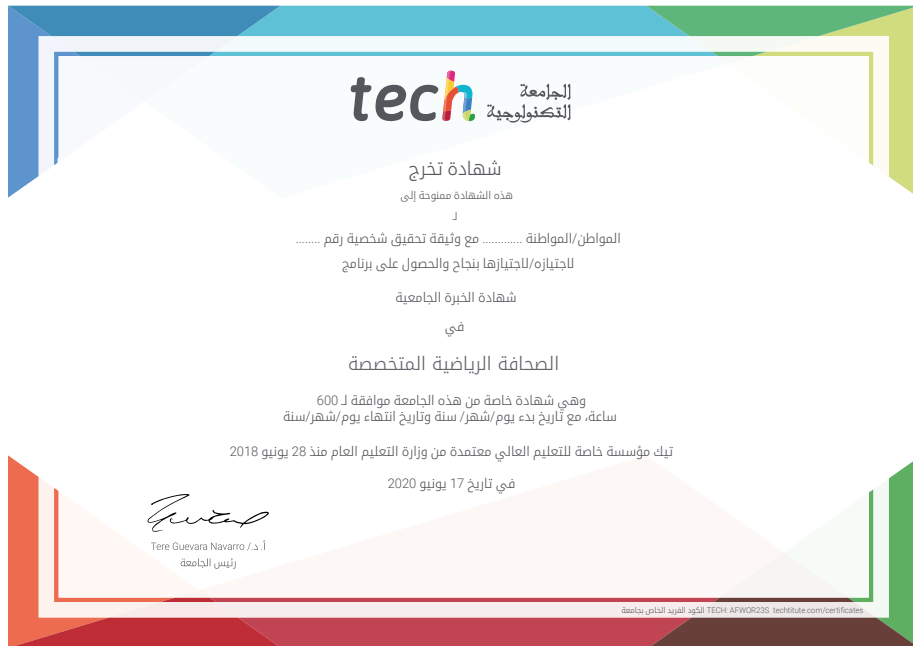 tech
الجامعة
التكنولوجية
شهادة تخرج
هذه الشهادة ممنوحة إلى
لـ
المواطن/المواطنة ............ مع وثيقة تحقيق شخصية رقم ........
لاجتيازه/لاجتيازها بنجاح والحصول على برنامج
شهادة الخبرة الجامعية
في
الصحافة الرياضية المتخصصة
وهي شهادة خاصة من هذه الجامعة موافقة لـ 600
ساعة، مع تاريخ بدء يوم/شهر/ سنة وتاريخ انتهاء يوم/شهر/سنة
تيك مؤسسة خاصة للتعليم العالي معتمدة من وزارة التعليم العام منذ 28 يونيو 2018
في تاريخ 17 يونيو 2020
أ. د./ Tere Guevara Navarro
رئيس الجامعة
الكود الفريد الخاص بجامعة TECH: AFWOR23S techtitute.com/certificates